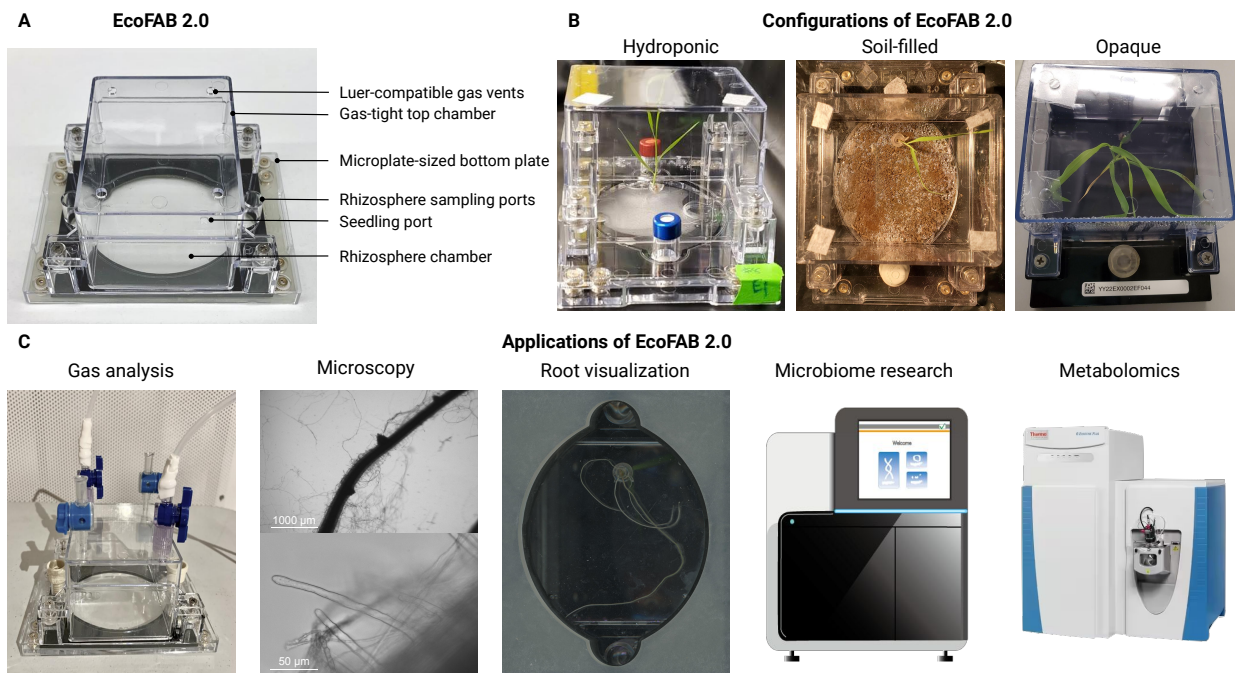 A
EcoFAB 2.0
Luer-compatible gas vents
Gas-tight top chamber
Microplate-sized bottom plate
Rhizosphere sampling ports
Seedling port
Rhizosphere chamber
B
Configurations of EcoFAB 2.0
Hydroponic
Soil-filled
Opaque
E1
YY22EX0002EF044
C
Applications of EcoFAB 2.0
Gas analysis
Microscopy
Root visualization
Microbiome research
Metabolomics
1000 µm
50 µm
Welcome
Thermo